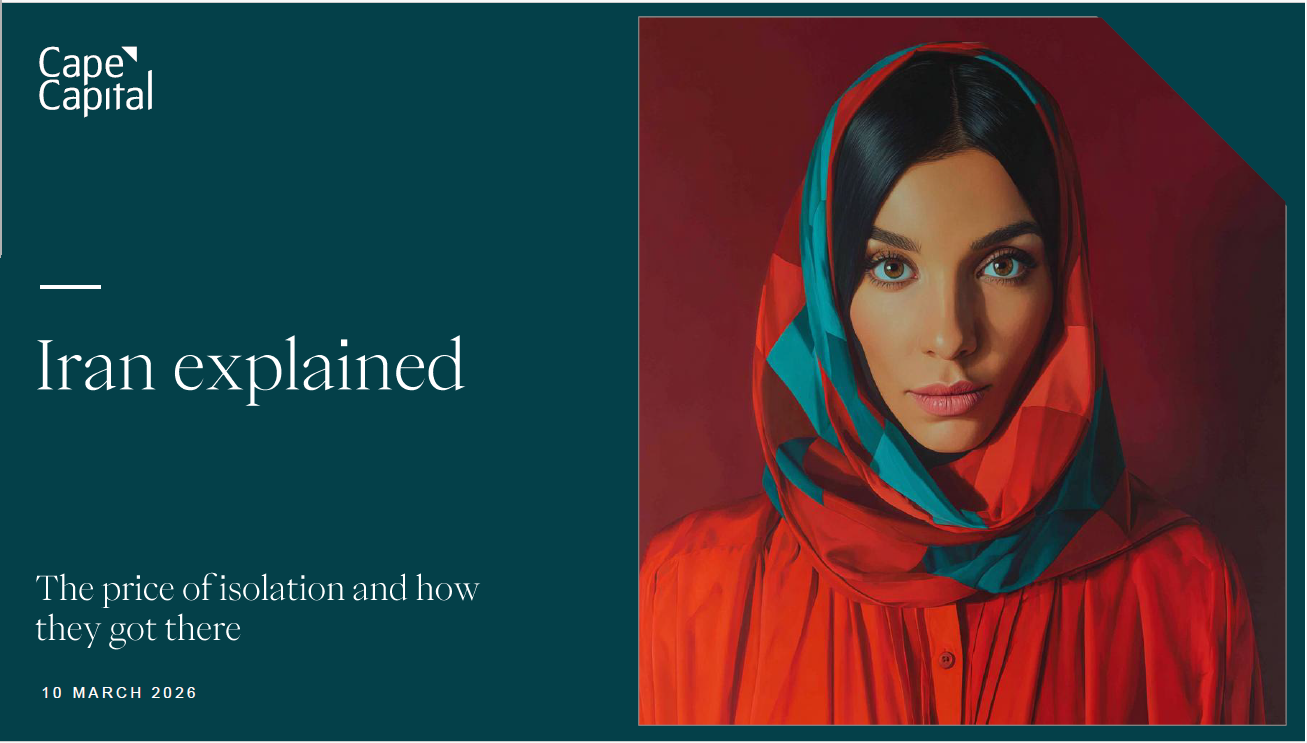 Cape
Capital
Iran explained
The price of isolation and how
they got there
10 MARCH 2026